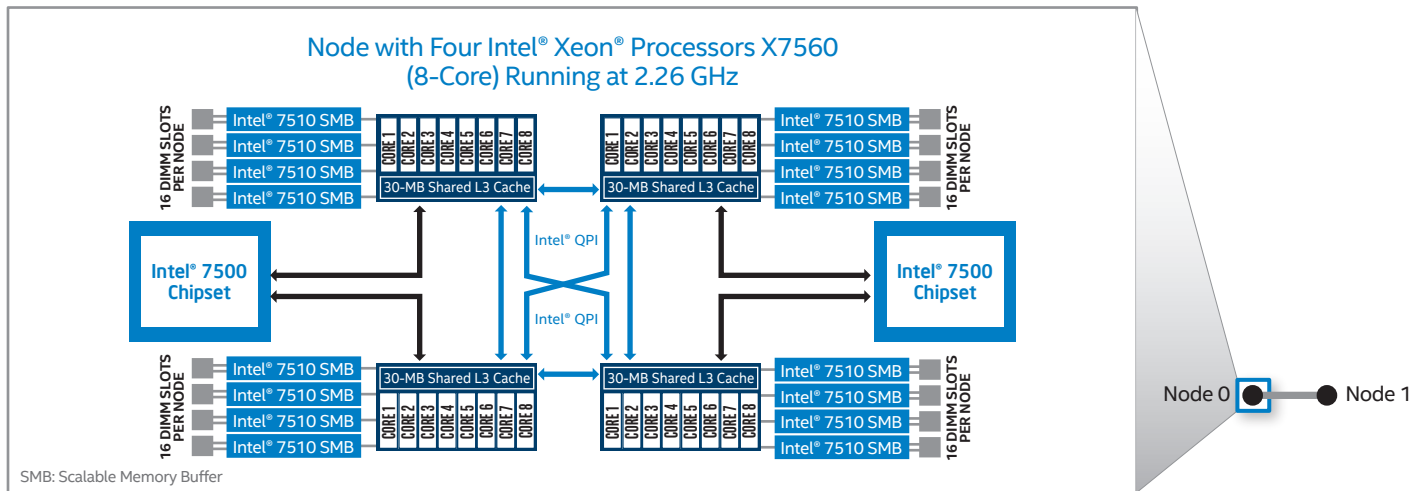 Node with Four Intel® Xeon® Processors X7560
(8-Core) Running at 2.26 GHz
16 DIMM SLOTS
PER NODE
Intel® 7510 SMB
Intel® 7510 SMB
Intel® 7510 SMB
Intel® 7510 SMB
CORE 1
CORE 2
CORE 3
CORE 4
CORE 5
CORE 6
CORE 7
CORE 8
30-MB Shared L3 Cache
CORE 1
CORE 2
CORE 3
CORE 4
CORE 5
CORE 6
CORE 7
CORE 8
30-MB Shared L3 Cache
Intel® 7510 SMB
Intel® 7510 SMB
Intel® 7510 SMB
Intel® 7510 SMB
16 DIMM SLOTS
PER NODE
Intel® 7500
Chipset
Intel® QPI
Intel® QPI
Intel® 7500
Chipset
16 DIMM SLOTS
PER NODE
Intel® 7510 SMB
Intel® 7510 SMB
Intel® 7510 SMB
Intel® 7510 SMB
30-MB Shared L3 Cache
CORE 1
CORE 2
CORE 3
CORE 4
CORE 5
CORE 6
CORE 7
CORE 8
30-MB Shared L3 Cache
CORE 1
CORE 2
CORE 3
CORE 4
CORE 5
CORE 6
CORE 7
CORE 8
Intel® 7510 SMB
Intel® 7510 SMB
Intel® 7510 SMB
Intel® 7510 SMB
16 DIMM SLOTS
PER NODE
Node 0
Node 1
SMB: Scalable Memory Buffer